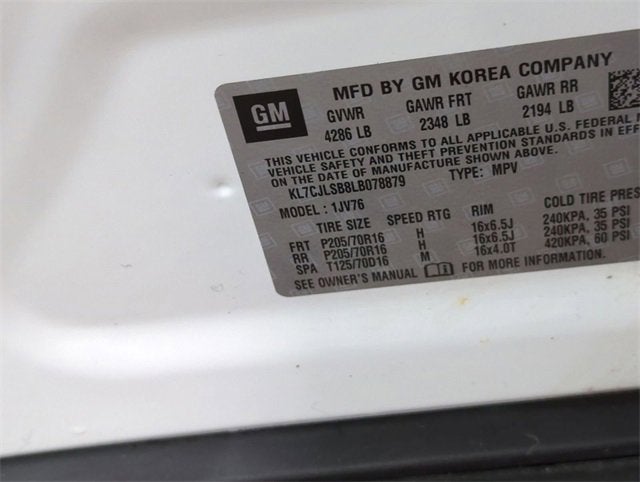 GM
MFD BY GM KOREA COMPANY
GVWR GAWR FRT GAWR RR
4286 LB 2348 LB 2194 LB
THIS VEHICLE CONFORMS TO ALL APPLICABLE U.S. FEDERAL
VEHICLE SAFETY AND THEFT PREVENTION STANDARDS IN EFF
ON THE DATE OF MANUFACTURE SHOWN ABOVE.
KL7CJLSB8LB078879 TYPE: MPV
MODEL: 1JV76
TIRE SIZE SPEED RTG RIM COLD TIRE PRES
FRT P205/70R16 H 16x6.5J 240KPA, 35 PSI
RR P205/70R16 H 16x6.5J 240KPA, 35 PSI
SPA T125/70D16 M 16x4.0T 420KPA, 60 PSI
SEE OWNER'S MANUAL FOR MORE INFORMATION.